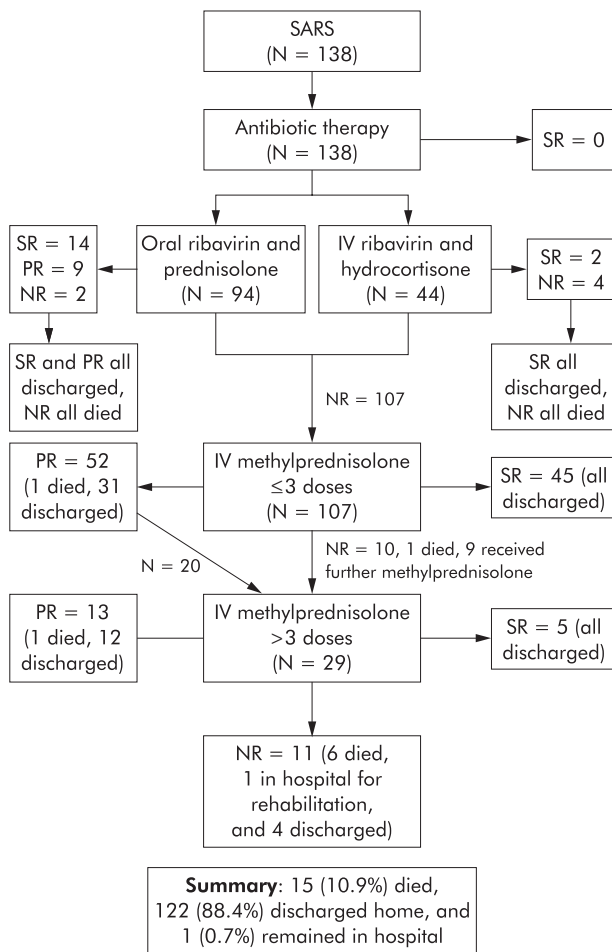 SARS
(N = 138)
Antibiotic therapy
(N = 138)
SR = 0
SR = 14
PR = 9
NR = 2
Oral ribavirin and
prednisolone
(N = 94)
IV ribavirin and
hydrocortisone
(N = 44)
SR = 2
NR = 4
SR and PR all
discharged,
NR all died
SR all
discharged,
NR all died
NR = 107
PR = 52
(1 died, 31
discharged)
IV methylprednisolone
≤3 doses
(N = 107)
SR = 45 (all
discharged)
N = 20
NR = 10, 1 died, 9 received
further methylprednisolone
PR = 13
(1 died, 12
discharged)
IV methylprednisolone
>3 doses
(N = 29)
SR = 5 (all
discharged)
NR = 11 (6 died,
1 in hospital for
rehabilitation,
and 4 discharged)
Summary: 15 (10.9%) died,
122 (88.4%) discharged home, and
1 (0.7%) remained in hospital